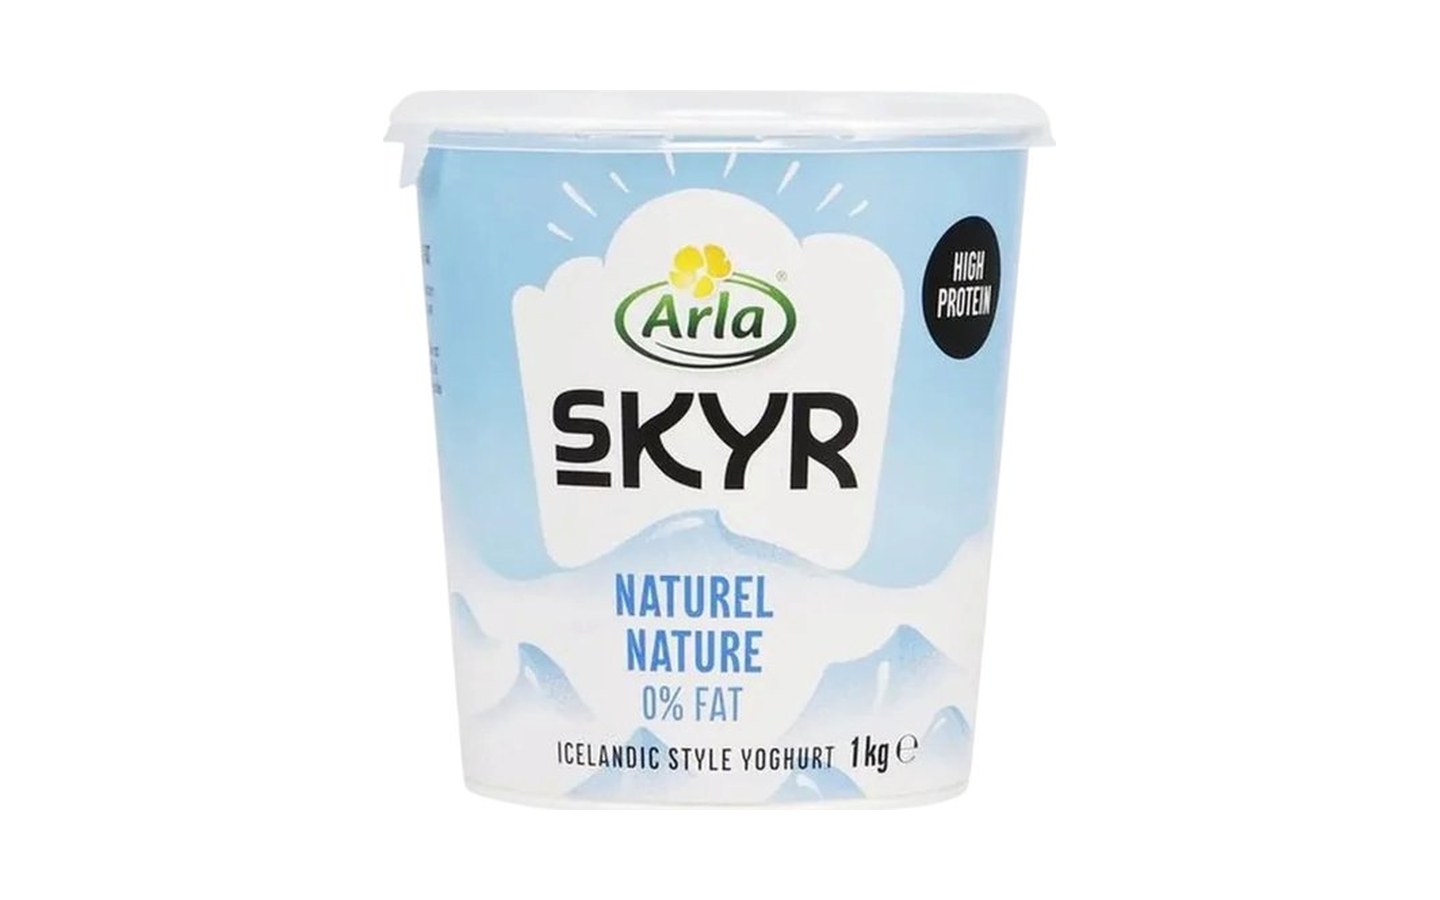 Arla
®
HIGH
PROTEIN
SKYR
NATUREL
NATURE
0% FAT
ICELANDIC STYLE YOGHURT 1kg ℮